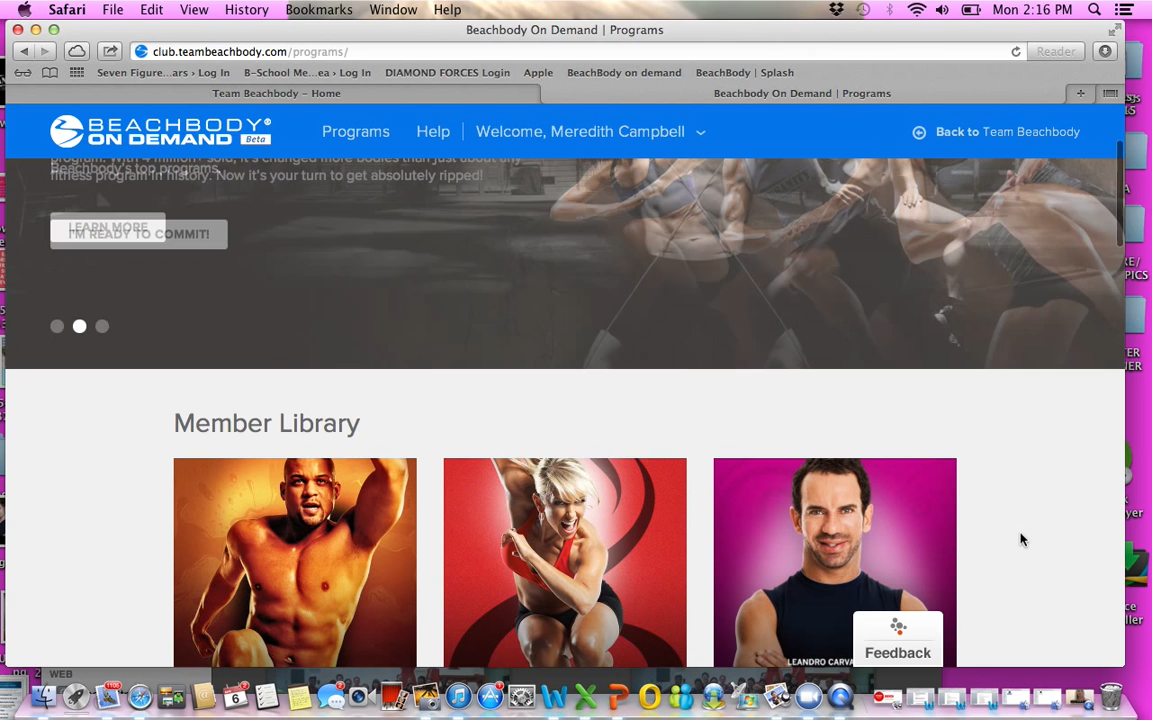 Safari File Edit View History Bookmarks Window Help Mon 2:16 PM
Beachbody On Demand | Programs
club.teambeachbody.com/programs/ Reader
Seven Figure...ars › Log In B-School Me...ea › Log In DIAMOND FORCES Login Apple BeachBody on demand BeachBody | Splash
Team Beachbody – Home Beachbody On Demand | Programs
BEACHBODY® ON DEMAND Beta
Programs Help Welcome, Meredith Campbell Back to Team Beachbody
program. With 4 million+ sold, it's changed more bodies than just about any
Beachbody's top programs.
fitness program in history. Now it's your turn to get absolutely ripped!
LEARN MORE
I'M READY TO COMMIT!
Member Library
LEANDRO CARVA
Feedback
WEB